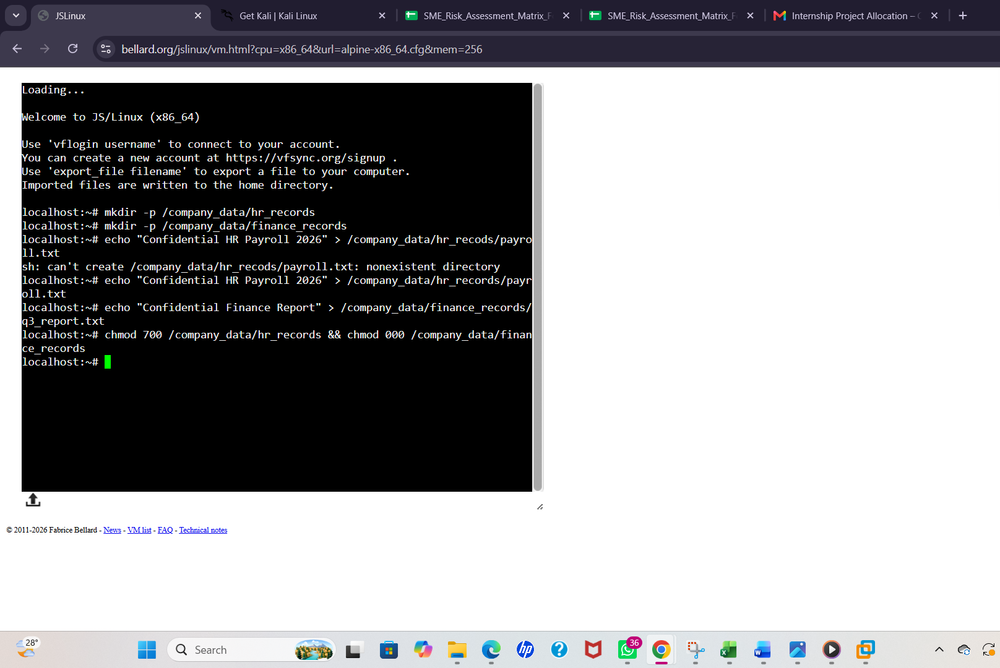 JSLinux
Get Kali | Kali Linux
SME_Risk_Assessment_Matrix_F
SME_Risk_Assessment_Matrix_F
Internship Project Allocation –
bellard.org/jslinux/vm.html?cpu=x86_64&url=alpine-x86_64.cfg&mem=256
Loading...
Welcome to JS/Linux (x86_64)
Use 'vflogin username' to connect to your account.
You can create a new account at https://vfsync.org/signup .
Use 'export_file filename' to export a file to your computer.
Imported files are written to the home directory.
localhost:~# mkdir -p /company_data/hr_records
localhost:~# mkdir -p /company_data/finance_records
localhost:~# echo "Confidential HR Payroll 2026" > /company_data/hr_recods/payro
ll.txt
sh: can't create /company_data/hr_recods/payroll.txt: nonexistent directory
localhost:~# echo "Confidential HR Payroll 2026" > /company_data/hr_records/payr
oll.txt
localhost:~# echo "Confidential Finance Report" > /company_data/finance_records/
q3_report.txt
localhost:~# chmod 700 /company_data/hr_records && chmod 000 /company_data/finan
ce_records
localhost:~#
© 2011-2026 Fabrice Bellard - News - VM list - FAQ - Technical notes
28°
Search
hp
36